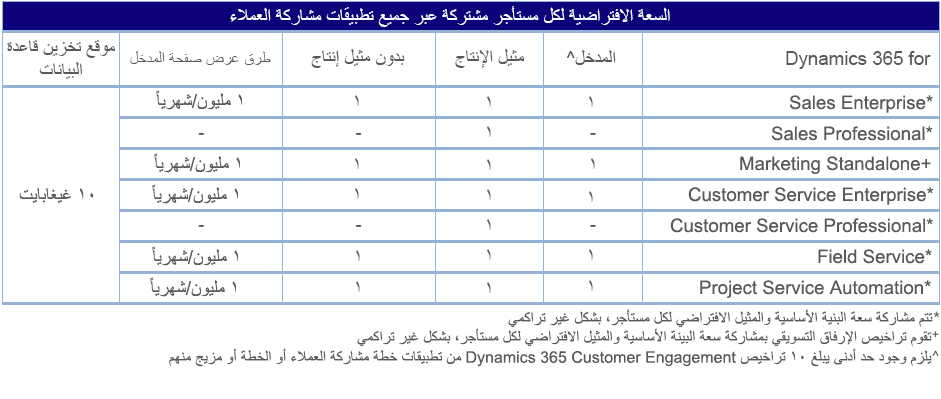 السعة الافتراضية لكل مستأجر مشتركة عبر جميع تطبيقات مشاركة العملاء
Dynamics 365 for المدخل^ مثيل الإنتاج بدون مثيل إنتاج طرق عرض صفحة المدخل موقع تخزين قاعدة البيانات
Sales Enterprise* ١ ١ ١ ١ مليون/شهرياً ١٠ غيغابايت
Sales Professional* - ١ - -
Marketing Standalone+ ١ ١ ١ ١ مليون/شهرياً
Customer Service Enterprise* ١ ١ ١ ١ مليون/شهرياً
Customer Service Professional* - ١ - -
Field Service* ١ ١ ١ ١ مليون/شهرياً
Project Service Automation* ١ ١ ١ ١ مليون/شهرياً
*تتم مشاركة سعة البنية الأساسية والمثيل الافتراضي لكل مستأجر، بشكل غير تراكمي
+تقوم تراخيص الإرفاق التسويقي بمشاركة سعة البيئة الأساسية والمثيل الافتراضي لكل مستأجر، بشكل غير تراكمي
^يلزم وجود حد أدنى يبلغ ١٠ تراخيص Dynamics 365 Customer Engagement من تطبيقات خطة مشاركة العملاء أو الخطة أو مزيج منهم